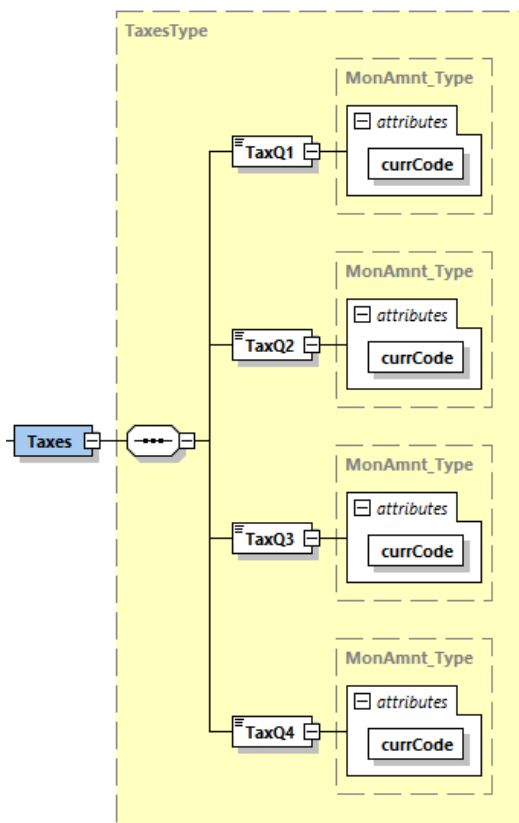 TaxesType
MonAmnt_Type
attributes
TaxQ1
currCode
MonAmnt_Type
attributes
TaxQ2
currCode
Taxes
MonAmnt_Type
attributes
TaxQ3
currCode
MonAmnt_Type
attributes
TaxQ4
currCode